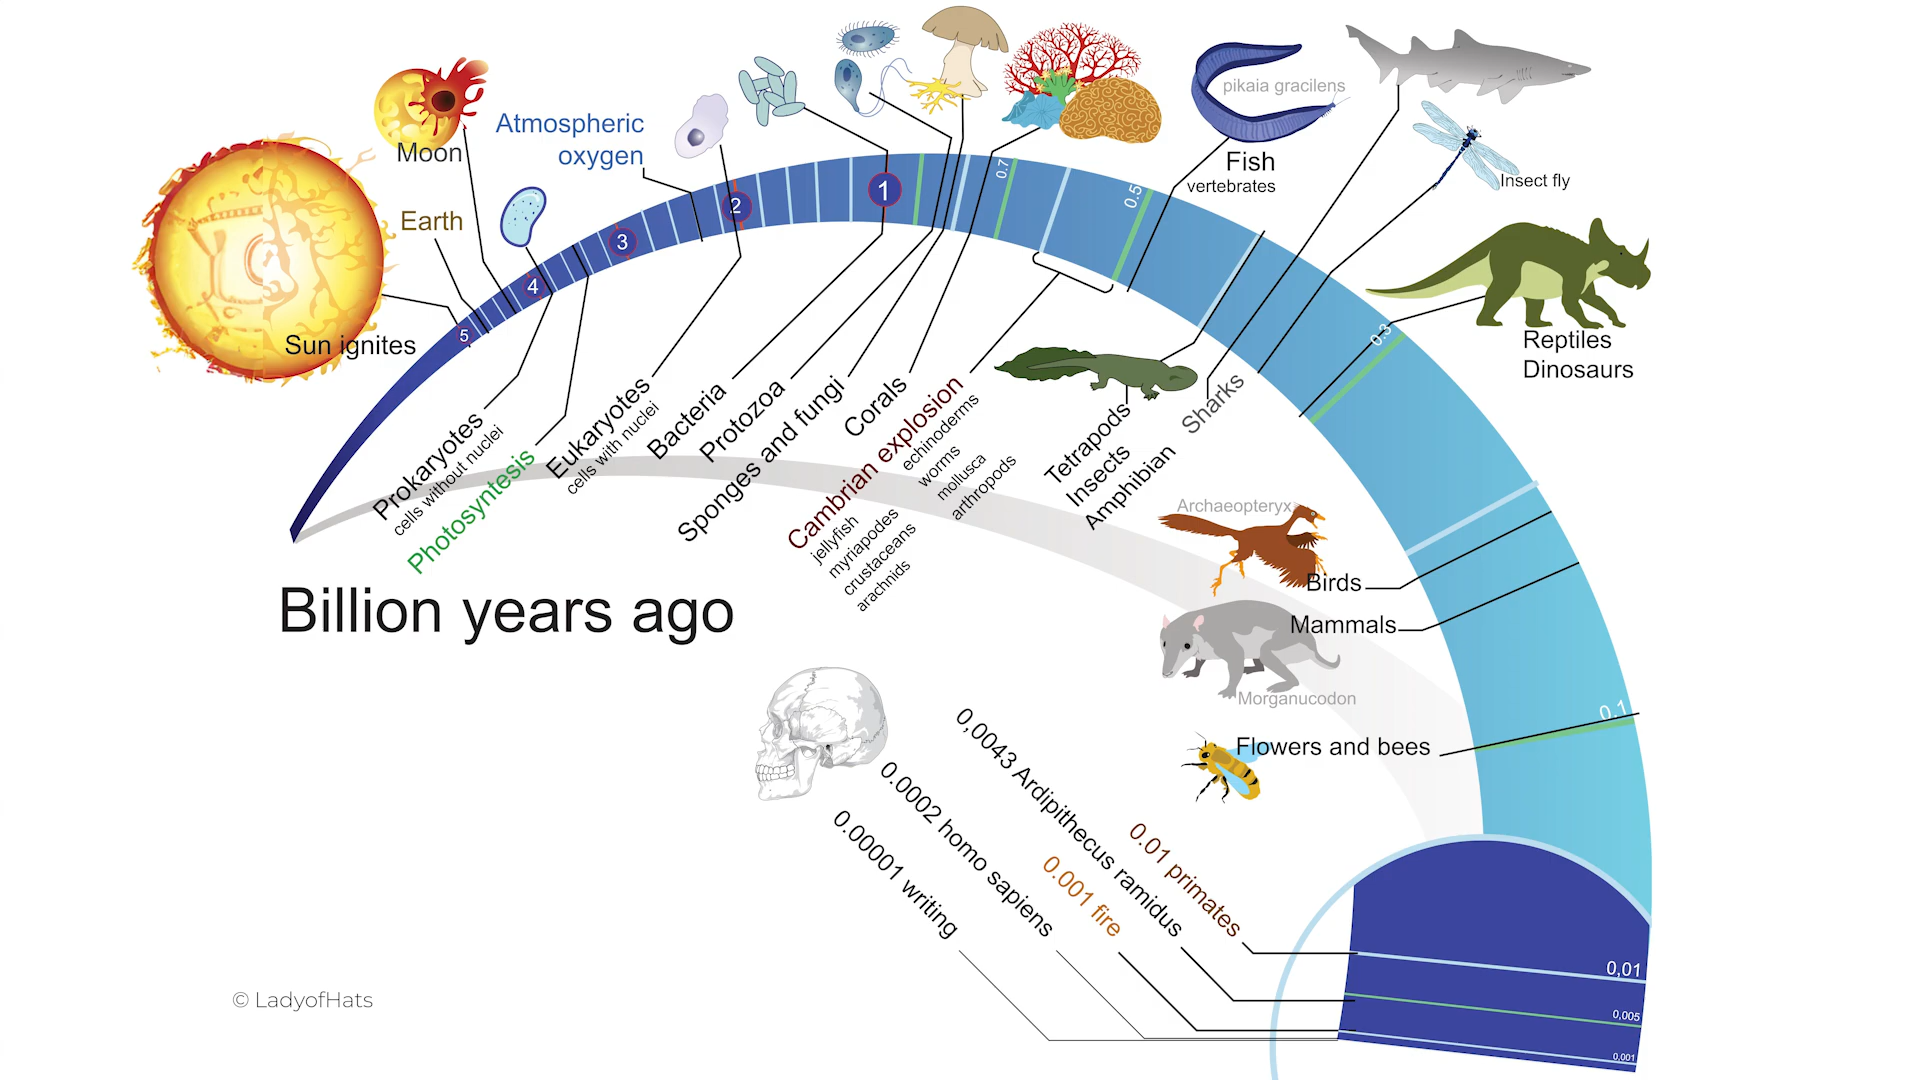 Moon
Atmospheric
oxygen
Earth
Sun ignites
pikaia gracilens
Fish
vertebrates
Insect fly
Reptiles
Dinosaurs
5
4
3
2
1
0.7
0.5
0.3
0.1
Prokaryotes
cells without nuclei
Photosyntesis
Eukaryotes
cells with nuclei
Bacteria
Protozoa
Sponges and fungi
Corals
Cambrian explosion
echinoderms
worms
mollusca
arthropods
jellyfish
myriapodes
crustaceans
arachnids
Tetrapods
Insects
Amphibian
Sharks
Archaeopteryx
Birds
Mammals
Morganucodon
Flowers and bees
Billion years ago
0,0043 Ardipithecus ramidus
0.01 primates
0.001 fire
0.0002 homo sapiens
0.00001 writing
0,01
0,005
0,001
© LadyofHats